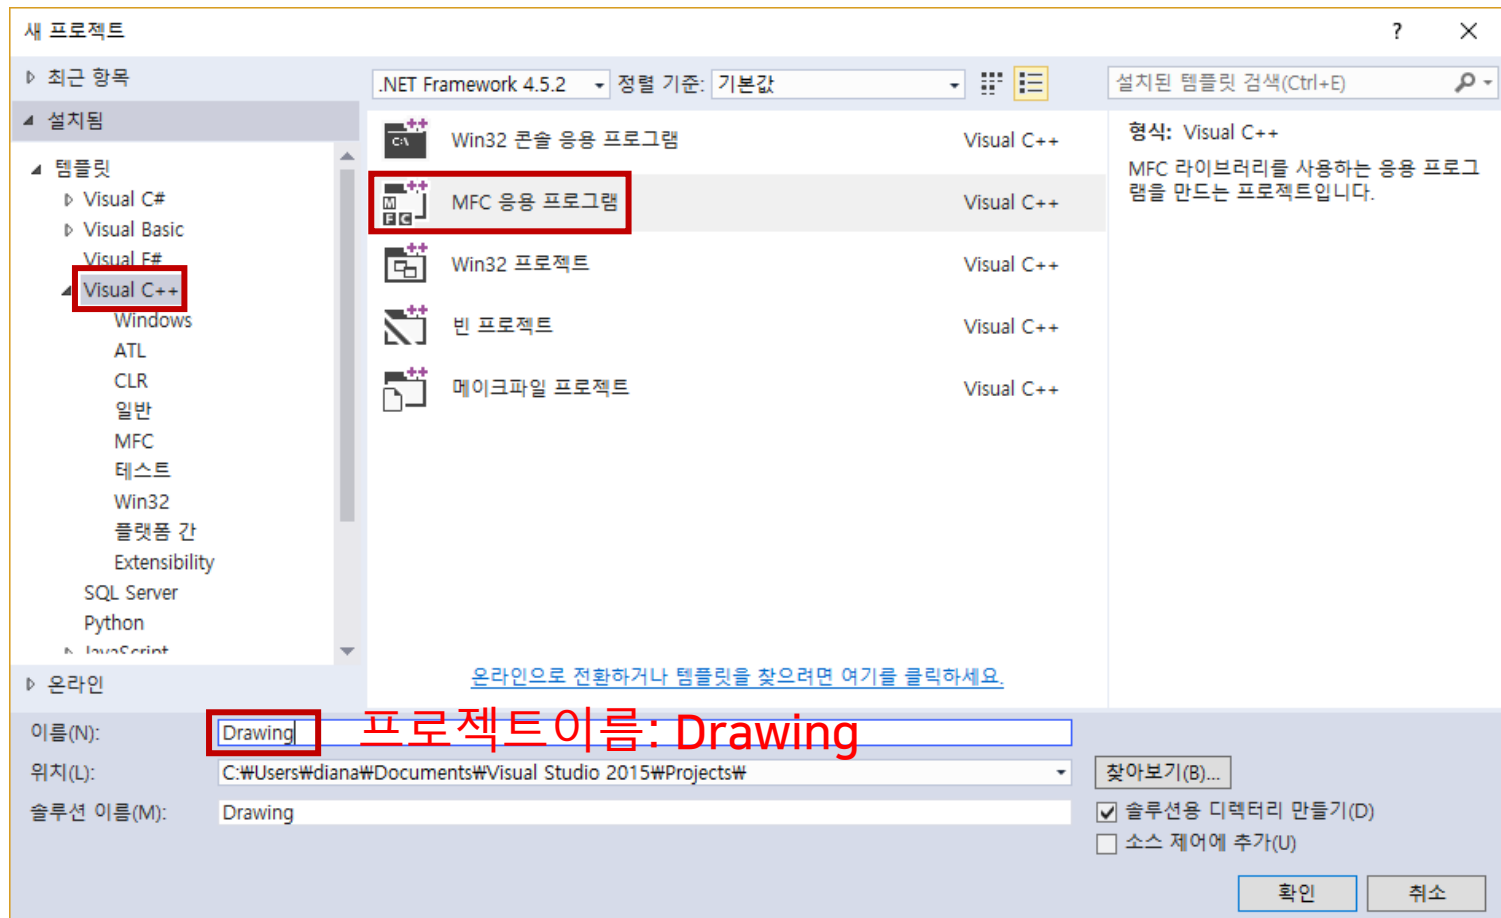 새 프로젝트
?
최근 항목
설치됨
템플릿
Visual C#
Visual Basic
Visual F#
Visual C++
Windows
ATL
CLR
일반
MFC
테스트
Win32
플랫폼 간
Extensibility
SQL Server
Python
JavaScript
온라인
.NET Framework 4.5.2 정렬 기준: 기본값
Win32 콘솔 응용 프로그램 Visual C++
MFC 응용 프로그램 Visual C++
Win32 프로젝트 Visual C++
빈 프로젝트 Visual C++
메이크파일 프로젝트 Visual C++
온라인으로 전환하거나 템플릿을 찾으려면 여기를 클릭하세요.
설치된 템플릿 검색(Ctrl+E)
형식: Visual C++
MFC 라이브러리를 사용하는 응용 프로그
램을 만드는 프로젝트입니다.
이름(N): Drawing 프로젝트이름: Drawing
위치(L): C:₩Users₩diana₩Documents₩Visual Studio 2015₩Projects₩ 찾아보기(B)...
솔루션 이름(M): Drawing 솔루션용 디렉터리 만들기(D)
소스 제어에 추가(U)
확인 취소